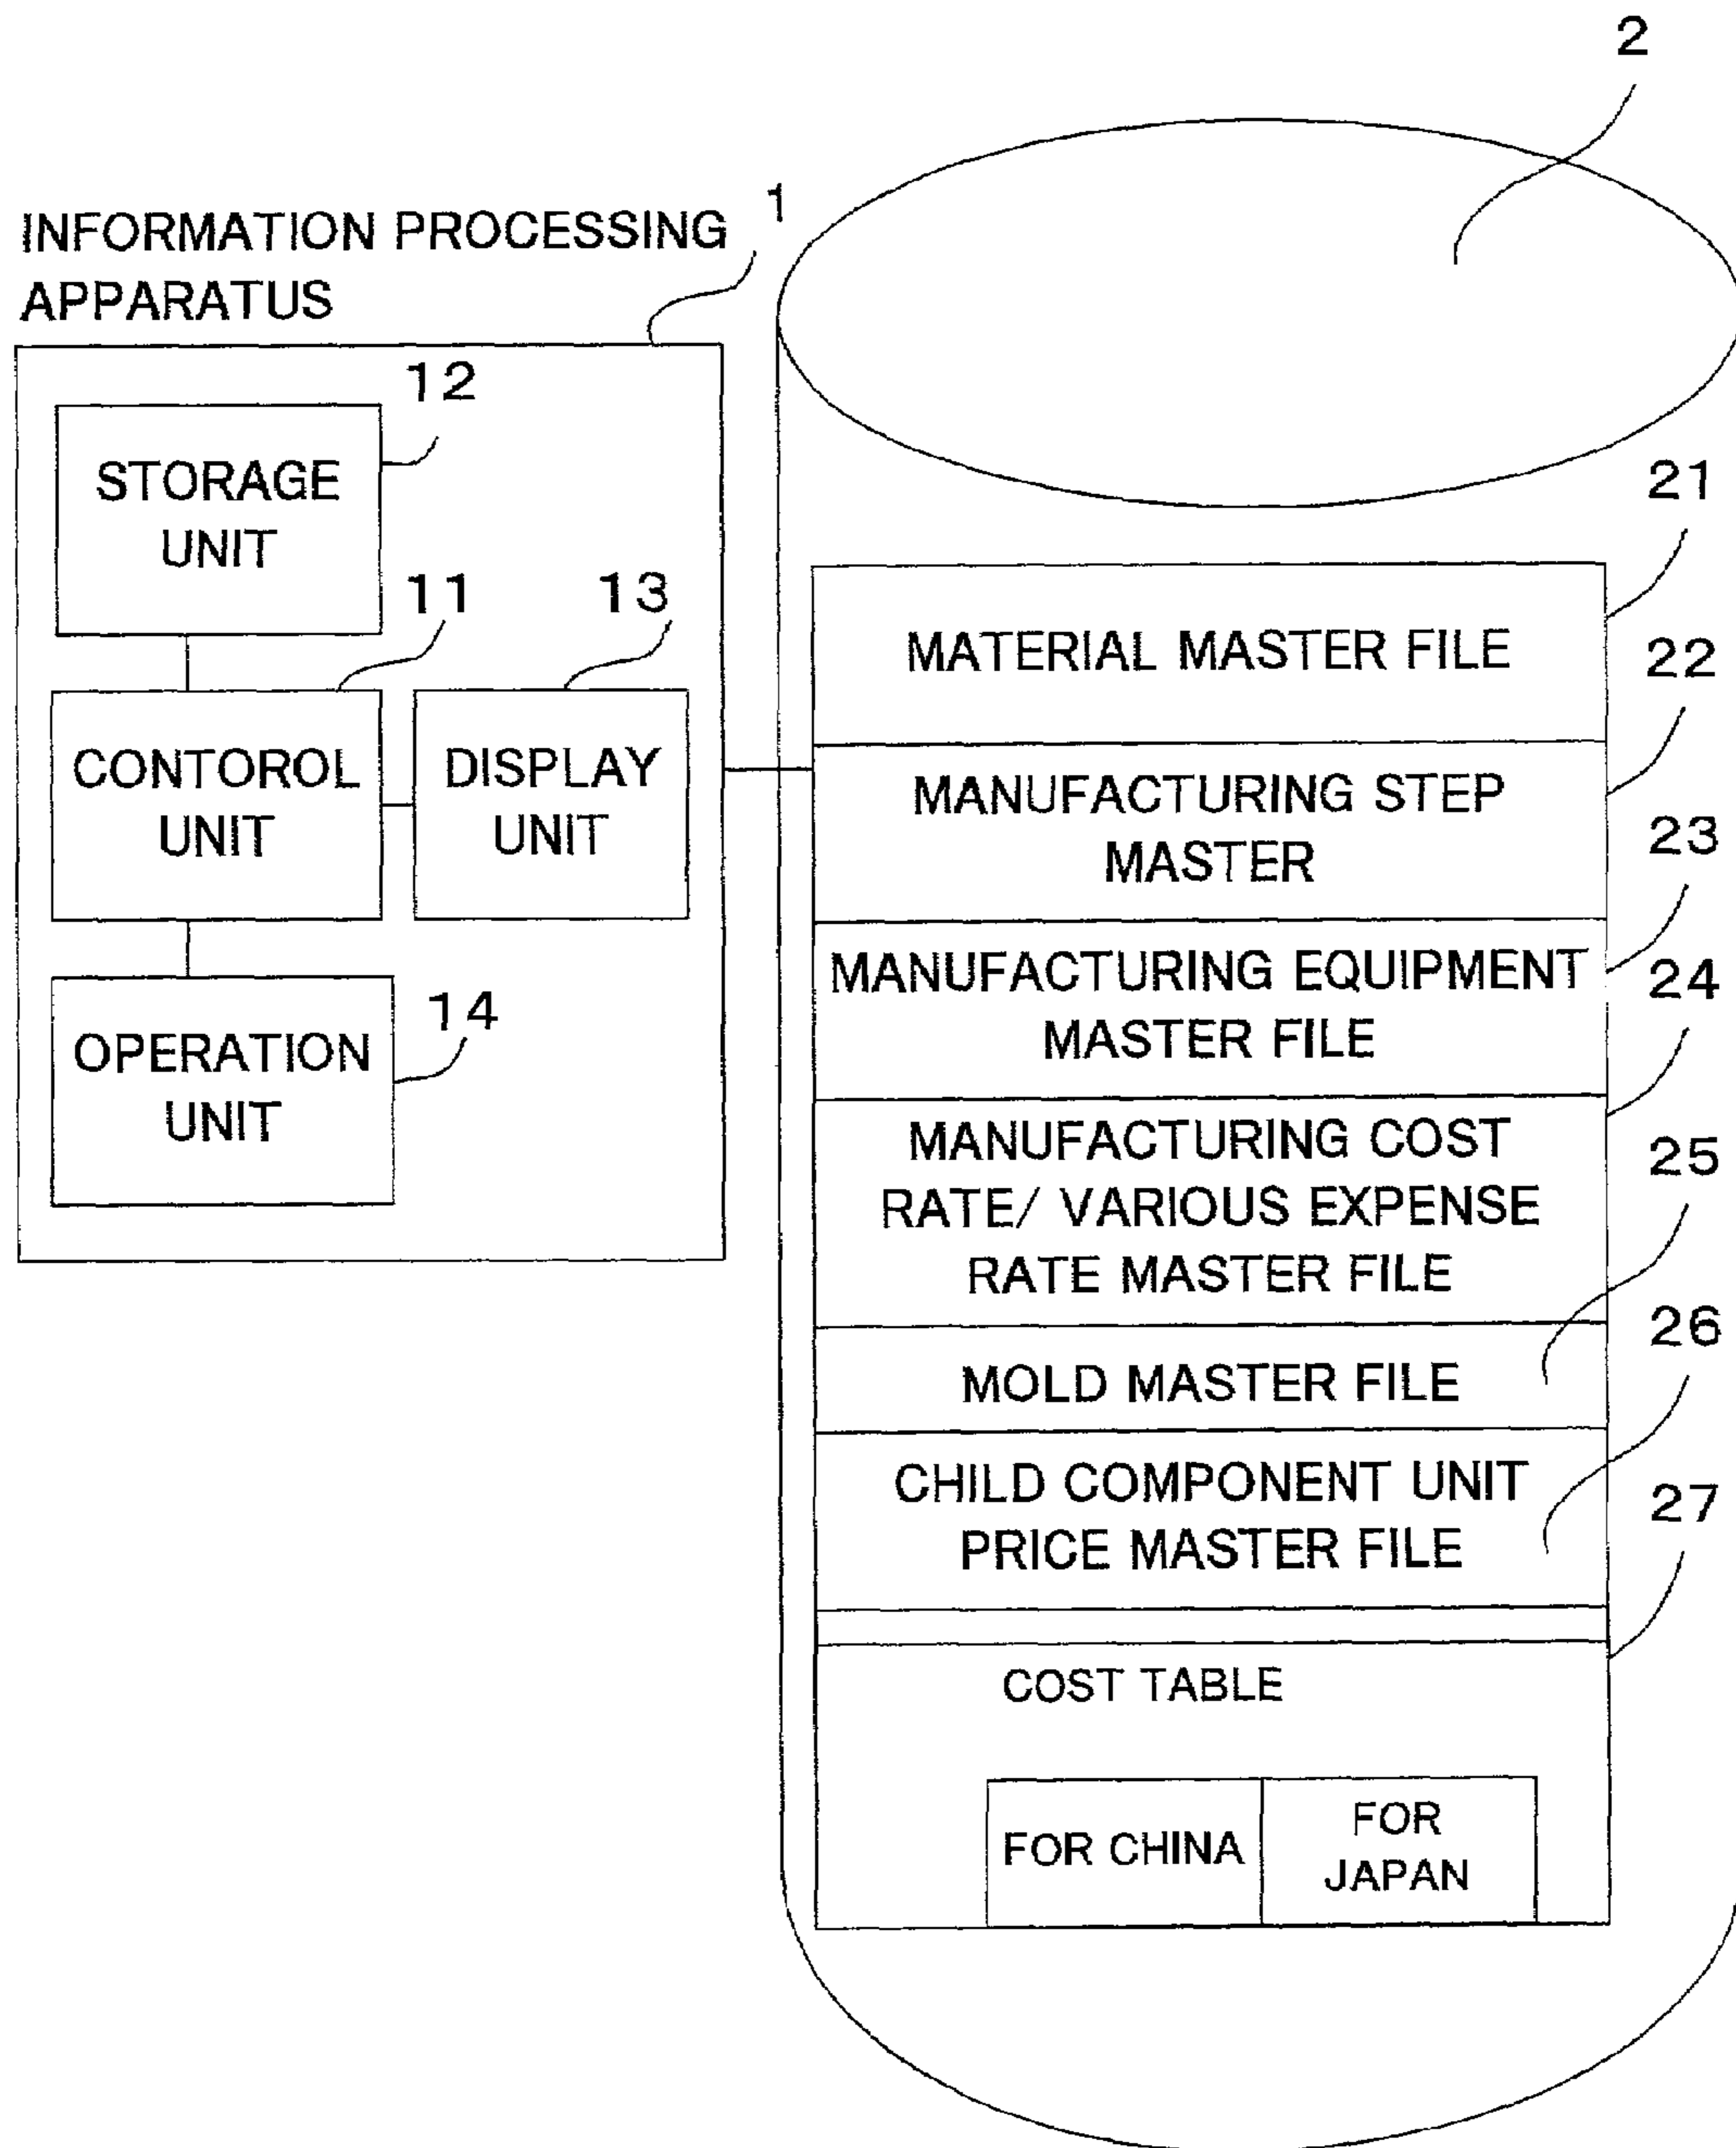 2
1
INFORMATION PROCESSING
APPARATUS
12
STORAGE
UNIT
11
13
CONTOROL
UNIT
DISPLAY
UNIT
14
OPERATION
UNIT
21
MATERIAL MASTER FILE
22
MANUFACTURING STEP
MASTER
23
MANUFACTURING EQUIPMENT
MASTER FILE
24
MANUFACTURING COST
RATE/ VARIOUS EXPENSE
RATE MASTER FILE
25
MOLD MASTER FILE
26
CHILD COMPONENT UNIT
PRICE MASTER FILE
27
COST TABLE
FOR CHINA
FOR
JAPAN